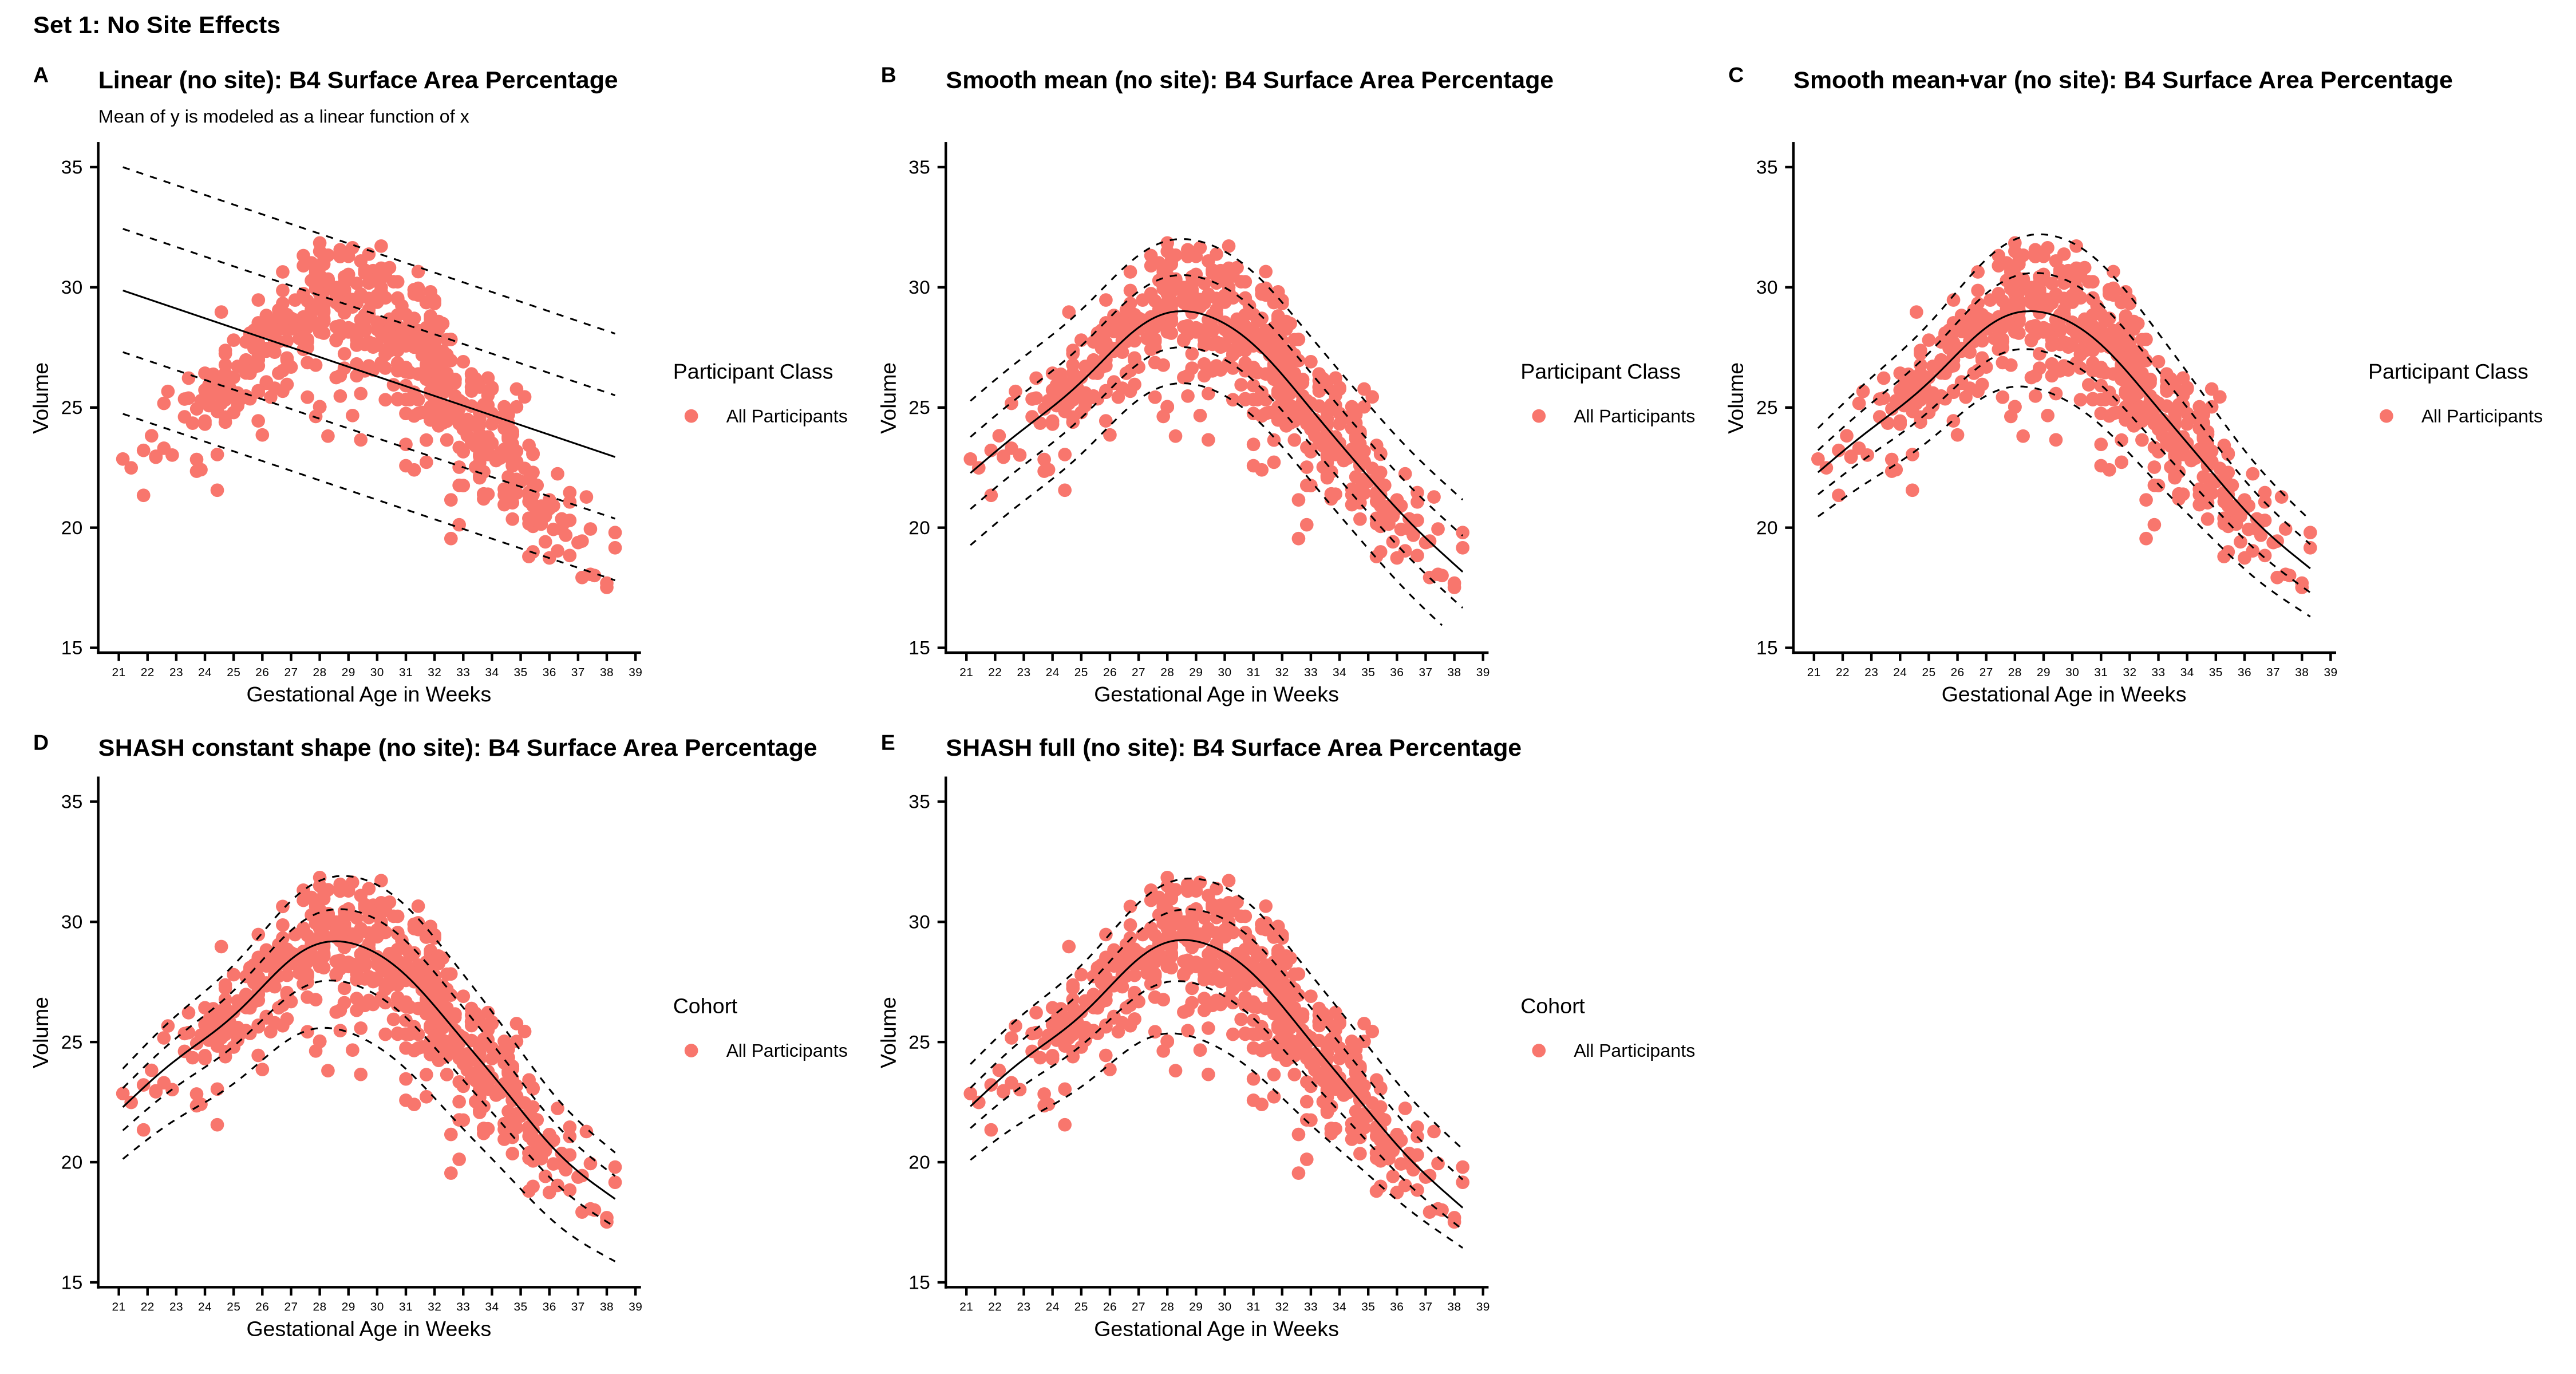 Set 1: No Site Effects
A
Linear (no site): B4 Surface Area Percentage
Mean of y is modeled as a linear function of x
35
30
25
20
15
Volume
21 22 23 24 25 26 27 28 29 30 31 32 33 34 35 36 37 38 39
Gestational Age in Weeks
Participant Class
All Participants
B
Smooth mean (no site): B4 Surface Area Percentage
35
30
25
20
15
Volume
21 22 23 24 25 26 27 28 29 30 31 32 33 34 35 36 37 38 39
Gestational Age in Weeks
Participant Class
All Participants
C
Smooth mean+var (no site): B4 Surface Area Percentage
35
30
25
20
15
Volume
21 22 23 24 25 26 27 28 29 30 31 32 33 34 35 36 37 38 39
Gestational Age in Weeks
Participant Class
All Participants
D
SHASH constant shape (no site): B4 Surface Area Percentage
35
30
25
20
15
Volume
21 22 23 24 25 26 27 28 29 30 31 32 33 34 35 36 37 38 39
Gestational Age in Weeks
Cohort
All Participants
E
SHASH full (no site): B4 Surface Area Percentage
35
30
25
20
15
Volume
21 22 23 24 25 26 27 28 29 30 31 32 33 34 35 36 37 38 39
Gestational Age in Weeks
Cohort
All Participants